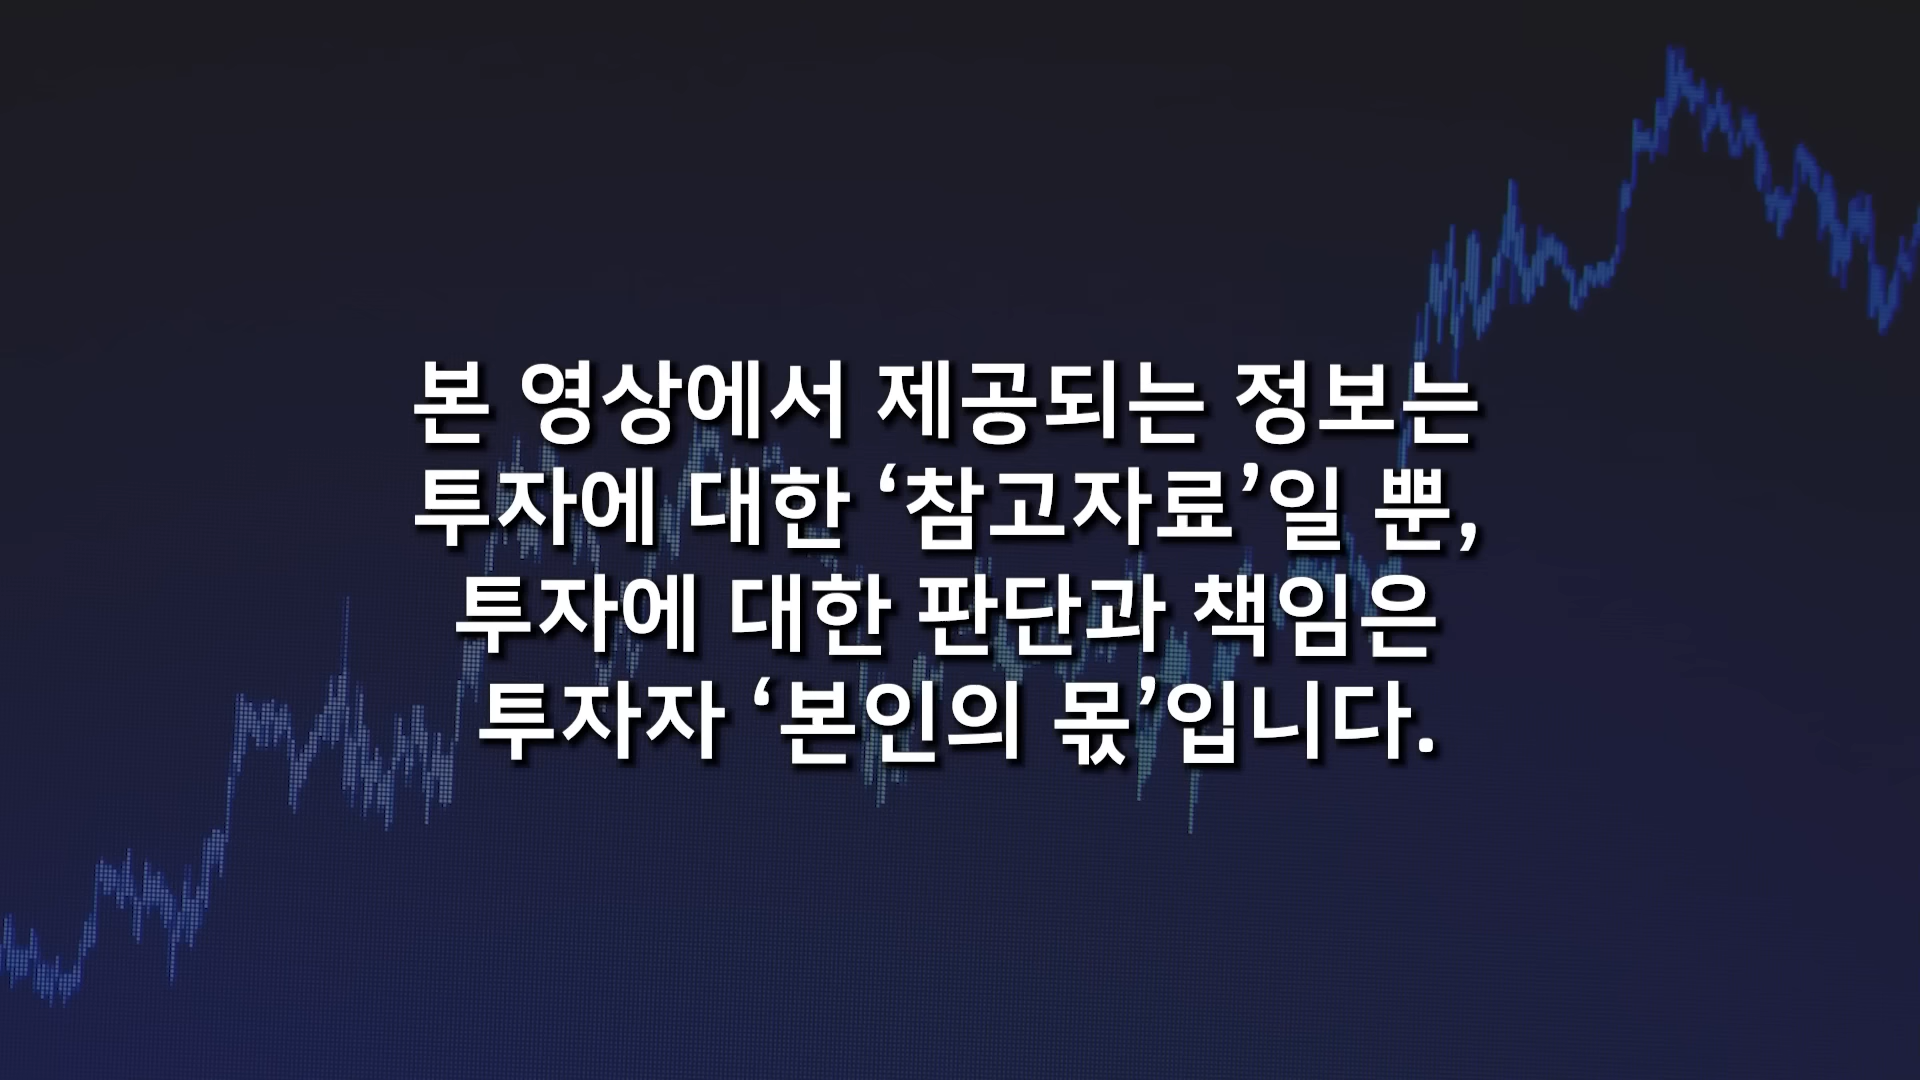 본 영상에서 제공되는 정보는
투자에 대한 ‘참고자료’일 뿐,
투자에 대한 판단과 책임은
투자자 ‘본인의 몫’입니다.